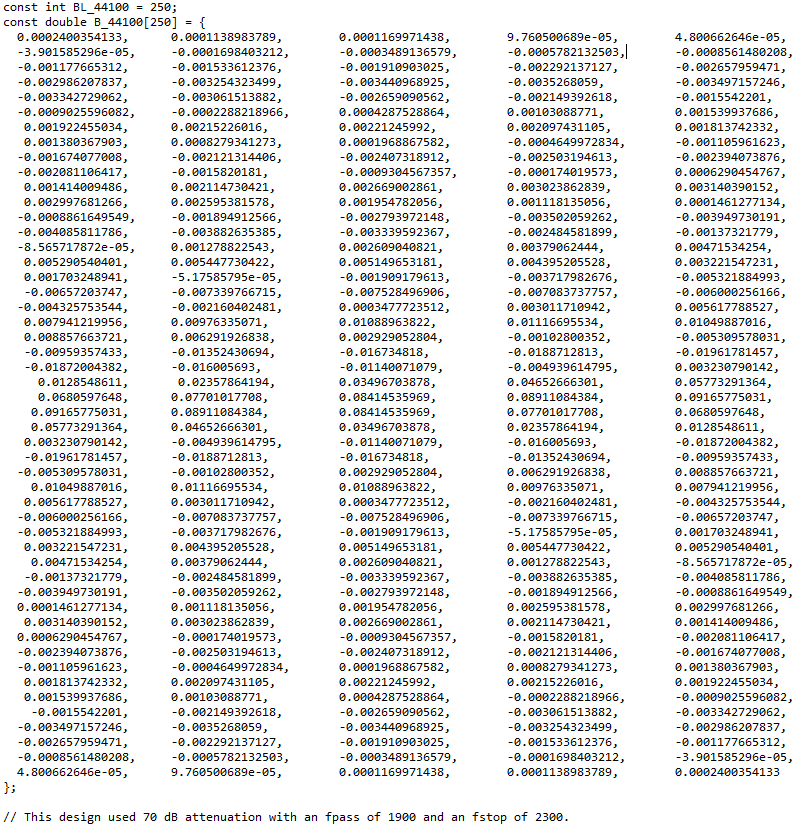 const int BL_44100 = 250;
const double B_44100[250] = {
0.0002400354133, 0.0001138983789, 0.0001169971438, 9.760500689e-05, 4.800662646e-05,
-3.901585296e-05, -0.0001698403212, -0.0003489136579, -0.0005782132503, -0.0008561480208,
-0.001177665312, -0.001533612376, -0.001910903025, -0.002292137127, -0.002657959471,
-0.002986207837, -0.003254323499, -0.003440968925, -0.0035268059, -0.003497157246,
-0.003342729062, -0.003061513882, -0.002659090562, -0.002149392618, -0.0015542201,
-0.0009025596082, -0.0002288218966, 0.0004287528864, 0.00103088771, 0.001539937686,
0.001922455034, 0.00215226016, 0.00221245992, 0.002097431105, 0.001813742332,
0.001380367903, 0.0008279341273, 0.0001968867582, -0.0004649972834, -0.001105961623,
-0.001674077008, -0.002121314406, -0.002407318912, -0.002503194613, -0.002394073876,
-0.002081106417, -0.0015820181, -0.0009304567357, -0.000174019573, 0.0006290454767,
0.001414009486, 0.002114730421, 0.002669002861, 0.003023862839, 0.003140390152,
0.002997681266, 0.002595381578, 0.001954782056, 0.001118135056, 0.0001461277134,
-0.0008861649549, -0.001894912566, -0.002793972148, -0.003502059262, -0.003949730191,
-0.004085811786, -0.003882635385, -0.003339592367, -0.002484581899, -0.00137321779,
-8.565717872e-05, 0.001278822543, 0.002609040821, 0.00379062444, 0.00471534254,
0.005290540401, 0.005447730422, 0.005149653181, 0.004395205528, 0.003221547231,
0.001703248941, -5.17585795e-05, -0.001909179613, -0.003717982676, -0.005321884993,
-0.00657203747, -0.007339766715, -0.007528496906, -0.007083737757, -0.006000256166,
-0.004325753544, -0.002160402481, 0.0003477723512, 0.003011710942, 0.005617788527,
0.007941219956, 0.00976335071, 0.01088963822, 0.01116695534, 0.01049887016,
0.008857663721, 0.006291926838, 0.002929052804, -0.00102800352, -0.005309578031,
-0.00959357433, -0.01352430694, -0.016734818, -0.0188712813, -0.01961781457,
-0.01872004382, -0.016005693, -0.01140071079, -0.004939614795, 0.003230790142,
0.0128548611, 0.02357864194, 0.03496703878, 0.04652666301, 0.05773291364,
0.0680597648, 0.07701017708, 0.08414535969, 0.08911084384, 0.09165775031,
0.09165775031, 0.08911084384, 0.08414535969, 0.07701017708, 0.0680597648,
0.05773291364, 0.04652666301, 0.03496703878, 0.02357864194, 0.0128548611,
0.003230790142, -0.004939614795, -0.01140071079, -0.016005693, -0.01872004382,
-0.01961781457, -0.0188712813, -0.016734818, -0.01352430694, -0.00959357433,
-0.005309578031, -0.00102800352, 0.002929052804, 0.006291926838, 0.008857663721,
0.01049887016, 0.01116695534, 0.01088963822, 0.00976335071, 0.007941219956,
0.005617788527, 0.003011710942, 0.0003477723512, -0.002160402481, -0.004325753544,
-0.006000256166, -0.007083737757, -0.007528496906, -0.007339766715, -0.00657203747,
-0.005321884993, -0.003717982676, -0.001909179613, -5.17585795e-05, 0.001703248941,
0.003221547231, 0.004395205528, 0.005149653181, 0.005447730422, 0.005290540401,
0.00471534254, 0.00379062444, 0.002609040821, 0.001278822543, -8.565717872e-05,
-0.00137321779, -0.002484581899, -0.003339592367, -0.003882635385, -0.004085811786,
-0.003949730191, -0.003502059262, -0.002793972148, -0.001894912566, -0.0008861649549,
0.0001461277134, 0.001118135056, 0.001954782056, 0.002595381578, 0.002997681266,
0.003140390152, 0.003023862839, 0.002669002861, 0.002114730421, 0.001414009486,
0.0006290454767, -0.000174019573, -0.0009304567357, -0.0015820181, -0.002081106417,
-0.002394073876, -0.002503194613, -0.002407318912, -0.002121314406, -0.001674077008,
-0.001105961623, -0.0004649972834, 0.0001968867582, 0.0008279341273, 0.001380367903,
0.001813742332, 0.002097431105, 0.00221245992, 0.00215226016, 0.001922455034,
0.001539937686, 0.00103088771, 0.0004287528864, -0.0002288218966, -0.0009025596082,
-0.0015542201, -0.002149392618, -0.002659090562, -0.003061513882, -0.003342729062,
-0.003497157246, -0.0035268059, -0.003440968925, -0.003254323499, -0.002986207837,
-0.002657959471, -0.002292137127, -0.001910903025, -0.001533612376, -0.001177665312,
-0.0008561480208, -0.0005782132503, -0.0003489136579, -0.0001698403212, -3.901585296e-05,
4.800662646e-05, 9.760500689e-05, 0.0001169971438, 0.0001138983789, 0.0002400354133
};
// This design used 70 dB attenuation with an fpass of 1900 and an fstop of 2300.